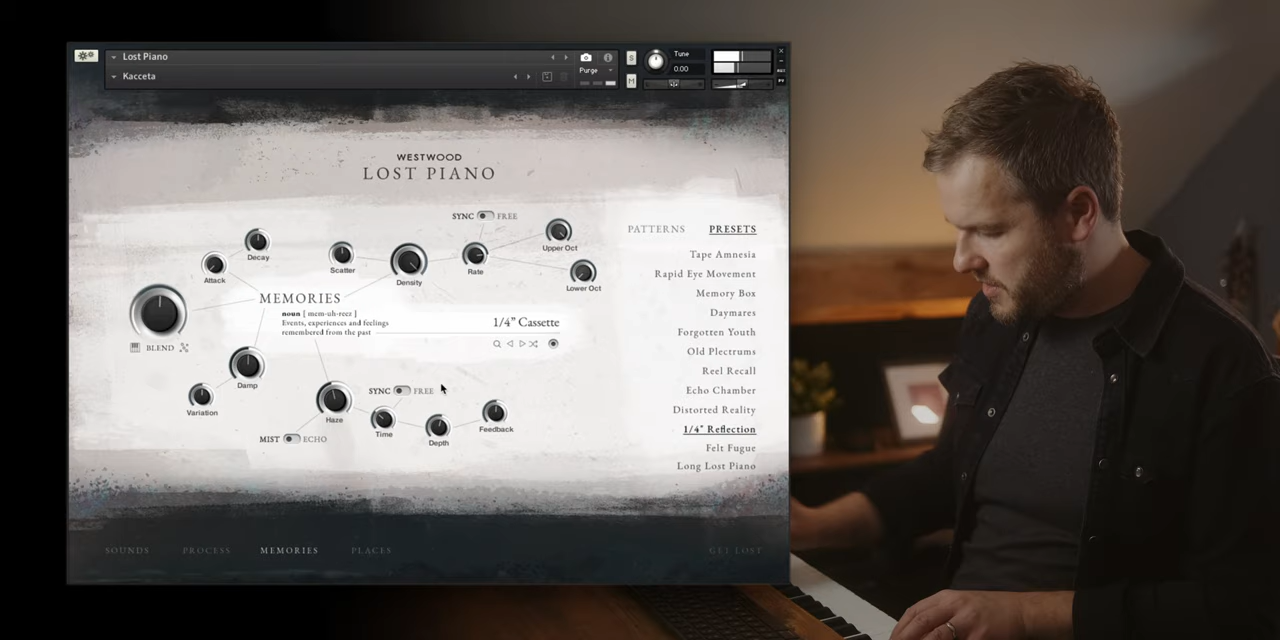 Lost Piano
Kacceta
Purge
S
M
Tune
0.00
WESTWOOD
LOST PIANO
SYNC FREE
Upper Oct
Decay
Scatter
Density
Rate
Attack
Lower Oct
MEMORIES
noun [ mem-uh-reez ]
Events, experiences and feelings
remembered from the past
BLEND
1/4” Cassette
Damp
Variation
SYNC FREE
Haze
Time
Depth
Feedback
MIST ECHO
PATTERNS PRESETS
Tape Amnesia
Rapid Eye Movement
Memory Box
Daymares
Forgotten Youth
Old Plectrums
Reel Recall
Echo Chamber
Distorted Reality
1/4” Reflection
Felt Fugue
Long Lost Piano
SOUNDS PROCESS MEMORIES PLACES GET LOST